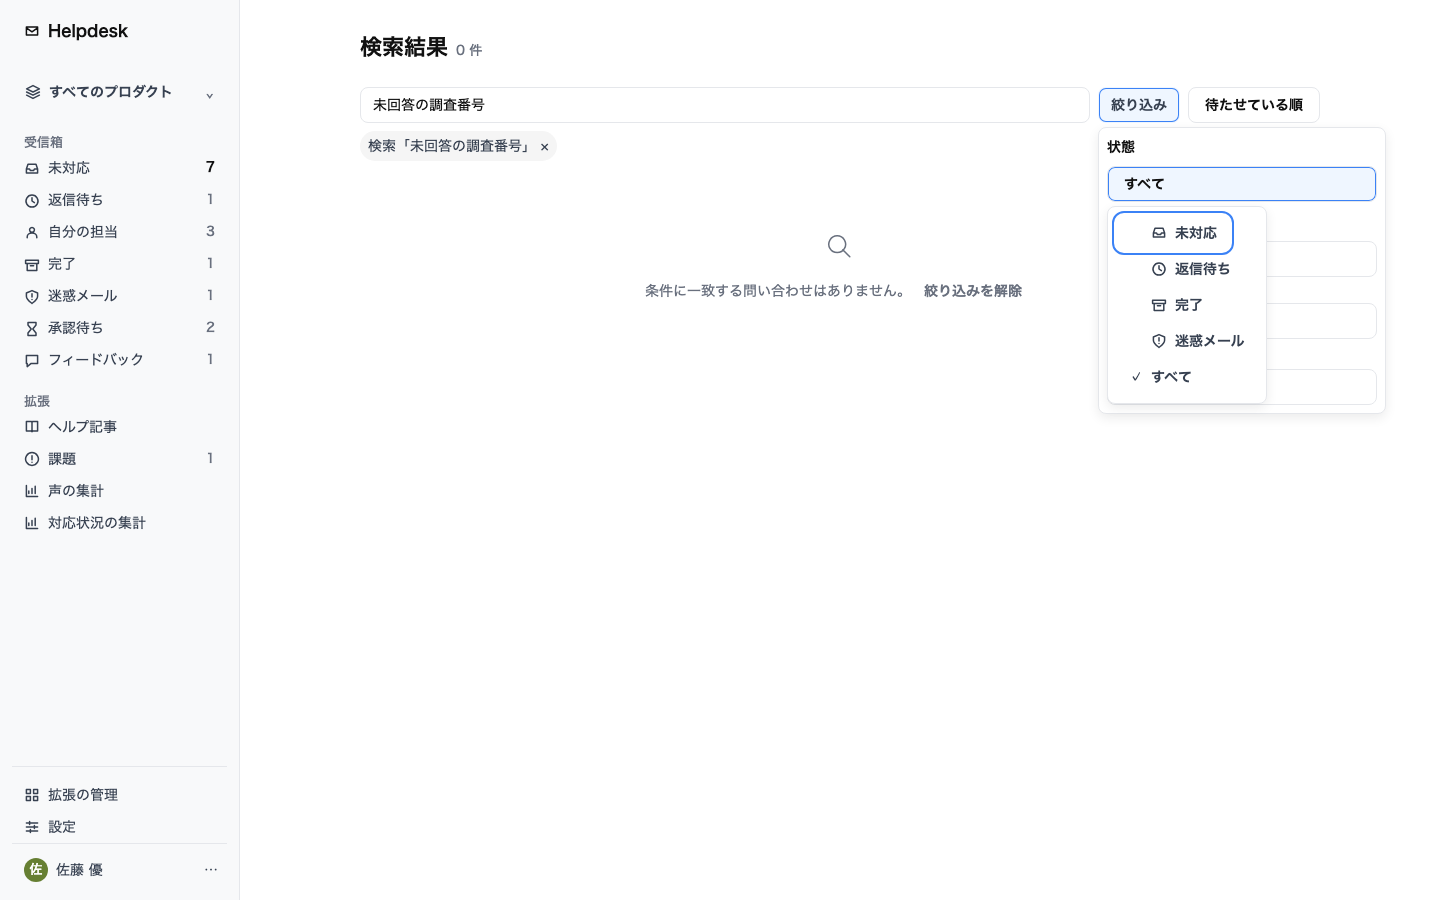 Helpdesk
すべてのプロダクト
受信箱
未対応 7
返信待ち 1
自分の担当 3
完了 1
迷惑メール 1
承認待ち 2
フィードバック 1
拡張
ヘルプ記事
課題 1
声の集計
対応状況の集計
拡張の管理
設定
佐 佐藤 優 …
検索結果 0 件
未回答の調査番号 絞り込み 待たせている順
検索「未回答の調査番号」 ×
条件に一致する問い合わせはありません。 絞り込みを解除
状態
すべて
未対応
返信待ち
完了
迷惑メール
✓ すべて